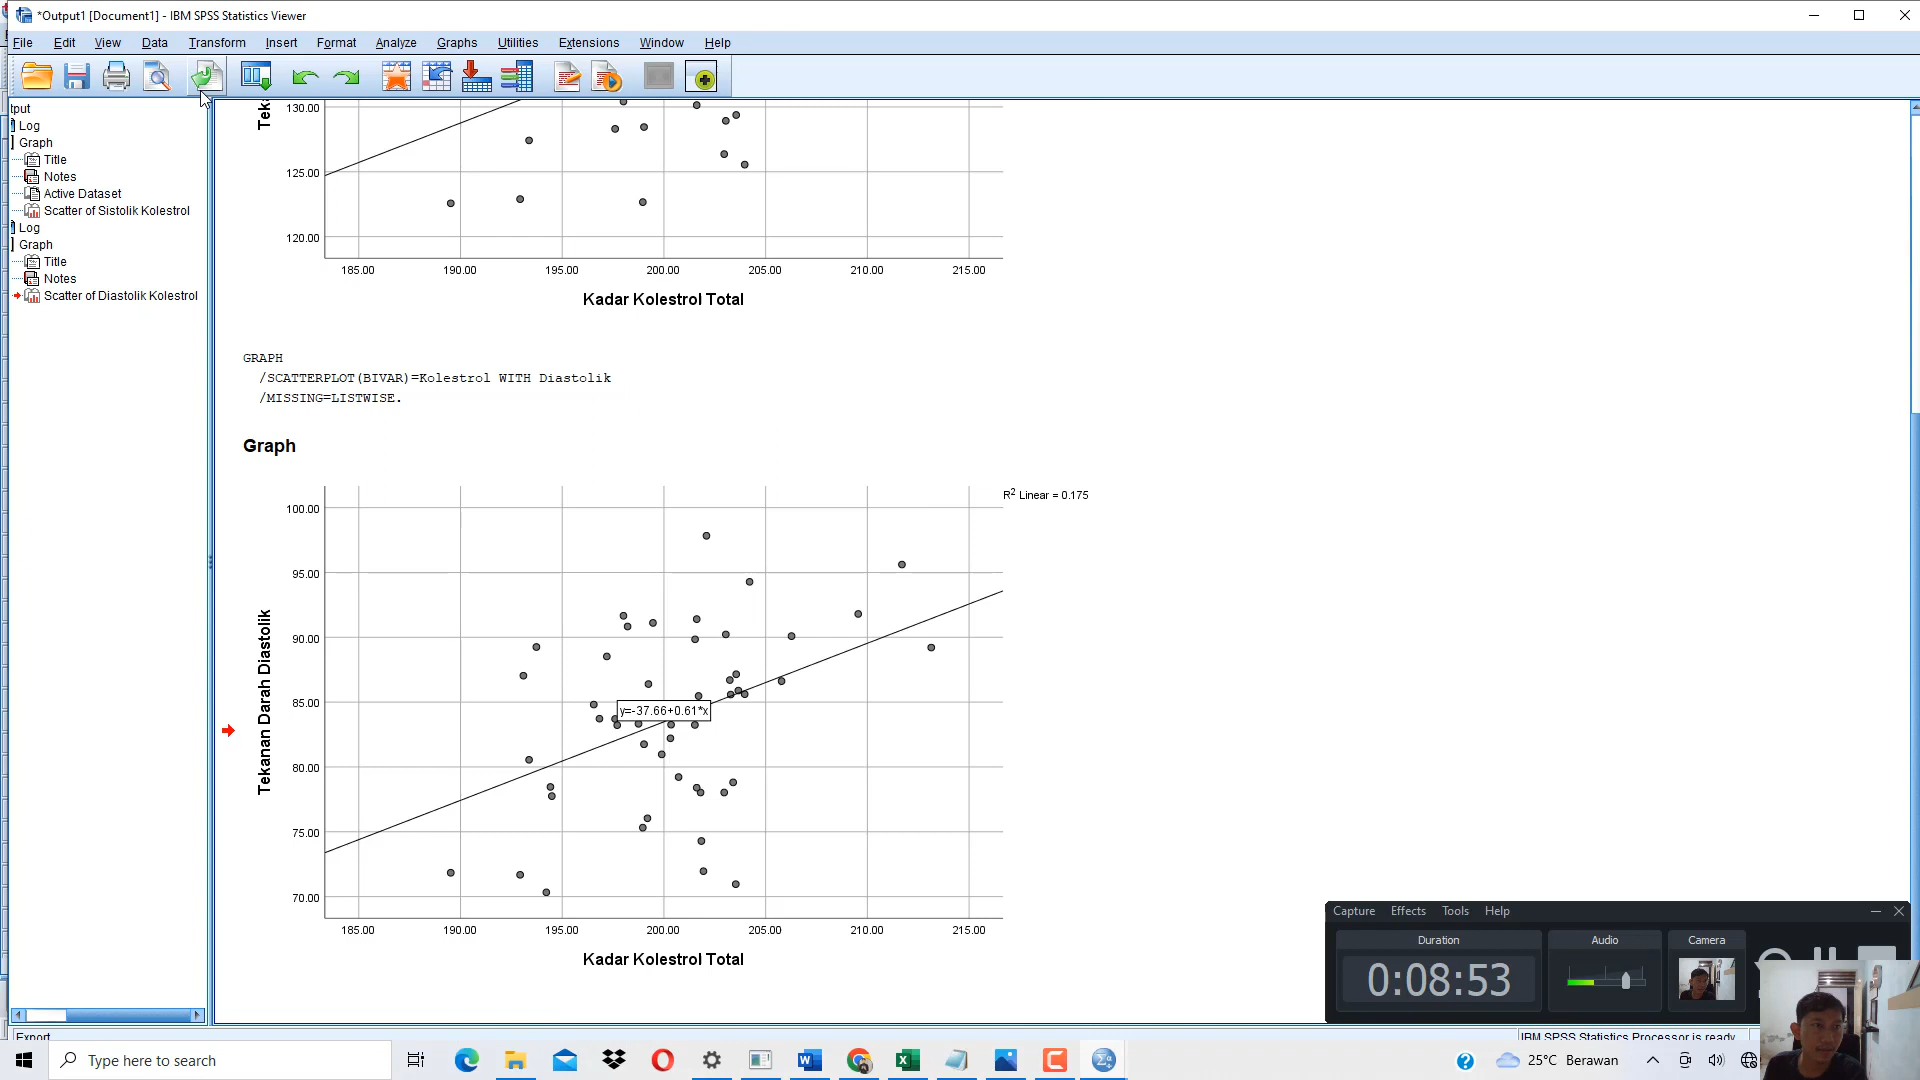 *Output1 [Document1] - IBM SPSS Statistics Viewer
File Edit View Data Transform Insert Format Analyze Graphs Utilities Extensions Window Help
tput
Log
Graph
Title
Notes
Active Dataset
Scatter of Sistolik Kolestrol
Log
Graph
Title
Notes
Scatter of Diastolik Kolestrol
130.00
125.00
120.00
185.00 190.00 195.00 200.00 205.00 210.00 215.00
Kadar Kolestrol Total
GRAPH
/SCATTERPLOT(BIVAR)=Kolestrol WITH Diastolik
/MISSING=LISTWISE.
Graph
R² Linear = 0.175
100.00
95.00
90.00
85.00
80.00
75.00
70.00
Tekanan Darah Diastolik
y=-37.66+0.61*x
185.00 190.00 195.00 200.00 205.00 210.00 215.00
Kadar Kolestrol Total
Capture Effects Tools Help
Duration Audio Camera
0:08:53
Export
IBM SPSS Statistics Processor is ready
Type here to search
25°C Berawan